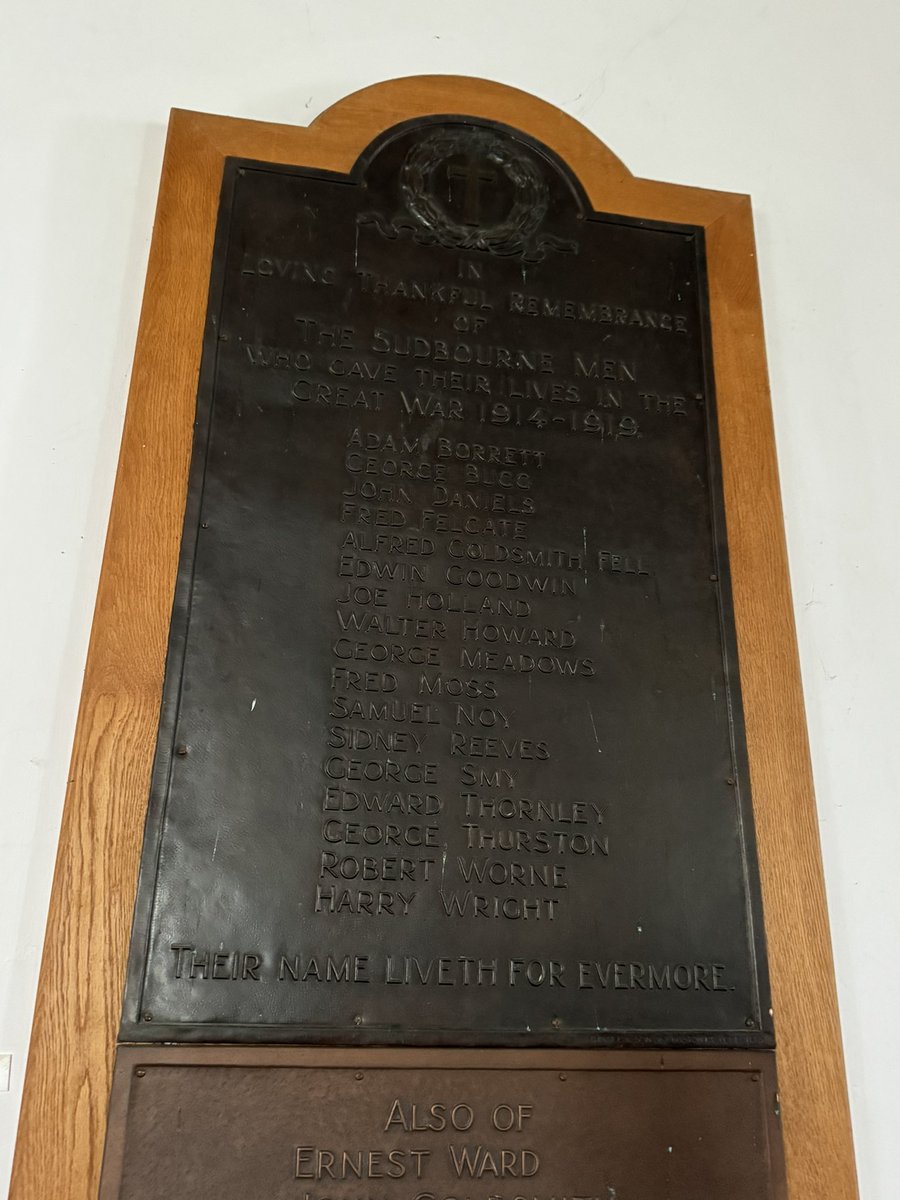 IN
LOVING THANKFUL REMEMBRANCE
OF
THE SUDBOURNE MEN
WHO GAVE THEIR LIVES IN THE
GREAT WAR 1914-1919.
ADAM BORRETT
GEORGE BUGG
JOHN DANIELS
FRED FELGATE
ALFRED GOLDSMITH FELL
EDWIN GOODWIN
JOE HOLLAND
WALTER HOWARD
GEORGE MEADOWS
FRED MOSS
SAMUEL NOY
SIDNEY REEVES
GEORGE SMY
EDWARD THORNLEY
GEORGE THURSTON
ROBERT WORNE
HARRY WRIGHT
THEIR NAME LIVETH FOR EVERMORE.
ALSO OF
ERNEST WARD
JOHN GOLDSMITH